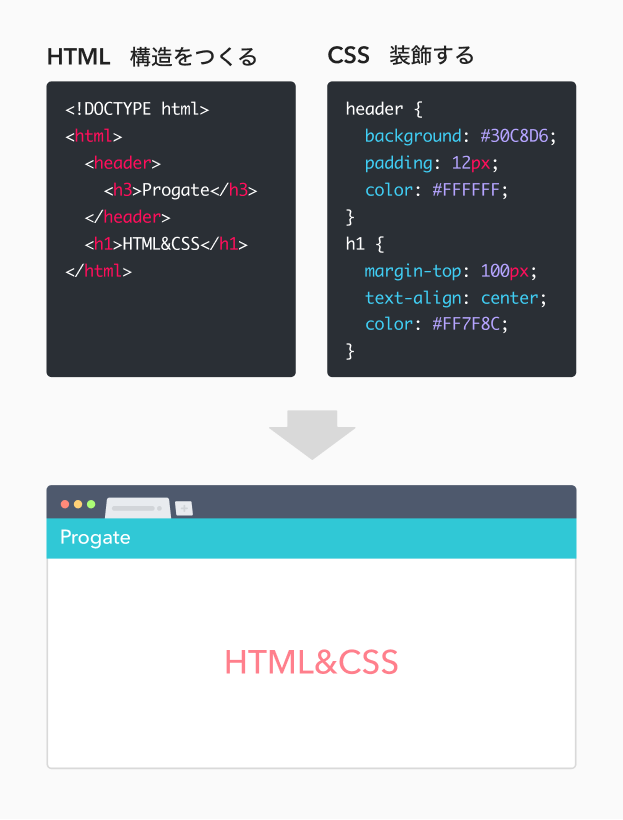 HTML 構造をつくる
<!DOCTYPE html>
<html>
<header>
<h3>Progate</h3>
</header>
<h1>HTML&CSS</h1>
</html>
CSS 装飾する
header {
background: #30C8D6;
padding: 12px;
color: #FFFFFF;
}
h1 {
margin-top: 100px;
text-align: center;
color: #FF7F8C;
}
Progate
HTML&CSS